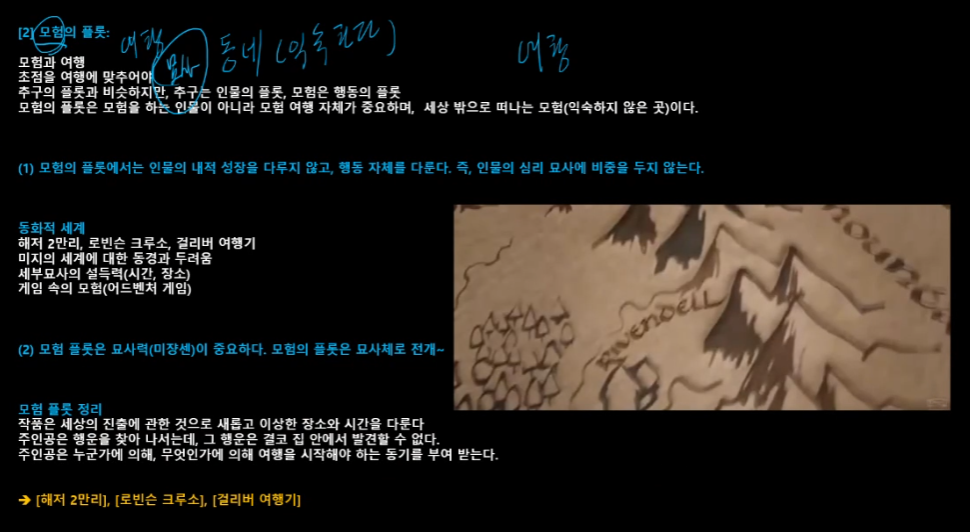 [2] 모험의 플롯:
여행
묘사
동네 (익숙하다)
여행
모험과 여행
초점을 여행에 맞추어야
추구의 플롯과 비슷하지만, 추구는 인물의 플롯, 모험은 행동의 플롯
모험의 플롯은 모험을 하는 인물이 아니라 모험 여행 자체가 중요하며, 세상 밖으로 떠나는 모험(익숙하지 않은 곳)이다.
(1) 모험의 플롯에서는 인물의 내적 성장을 다루지 않고, 행동 자체를 다룬다. 즉, 인물의 심리 묘사에 비중을 두지 않는다.
동화적 세계
해저 2만리, 로빈슨 크루소, 걸리버 여행기
미지의 세계에 대한 동경과 두려움
세부묘사의 설득력(시간, 장소)
게임 속의 모험(어드벤처 게임)
RIVENDELL
(2) 모험 플롯은 묘사력(미쟝센)이 중요하다. 모험의 플롯은 묘사체로 전개~
모험 플롯 정리
작품은 세상의 진출에 관한 것으로 새롭고 이상한 장소와 시간을 다룬다
주인공은 행운을 찾아 나서는데, 그 행운은 결코 집 안에서 발견할 수 없다.
주인공은 누군가에 의해, 무엇인가에 의해 여행을 시작해야 하는 동기를 부여 받는다.
➔ [해저 2만리], [로빈슨 크루소], [걸리버 여행기]